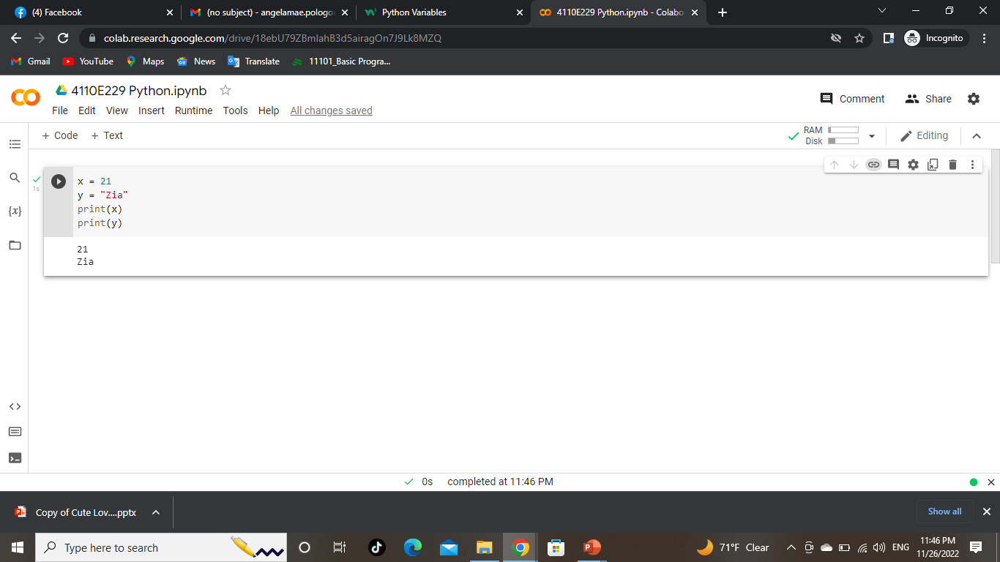 (4) Facebook
(no subject) - angelamae.pologo
Python Variables
4110E229 Python.ipynb - Colabo
colab.research.google.com/drive/18ebU79ZBmlahB3d5airagOn7J9Lk8MZQ
Incognito
Gmail YouTube Maps News Translate 11101_Basic Progra...
4110E229 Python.ipynb
Comment Share
File Edit View Insert Runtime Tools Help All changes saved
+ Code + Text
RAM
Disk
Editing
1s
x = 21
y = "Zia"
print(x)
print(y)
{x}
21
Zia
0s completed at 11:46 PM
Copy of Cute Lov....pptx
Show all
Type here to search
71°F Clear
ENG
11:46 PM
11/26/2022